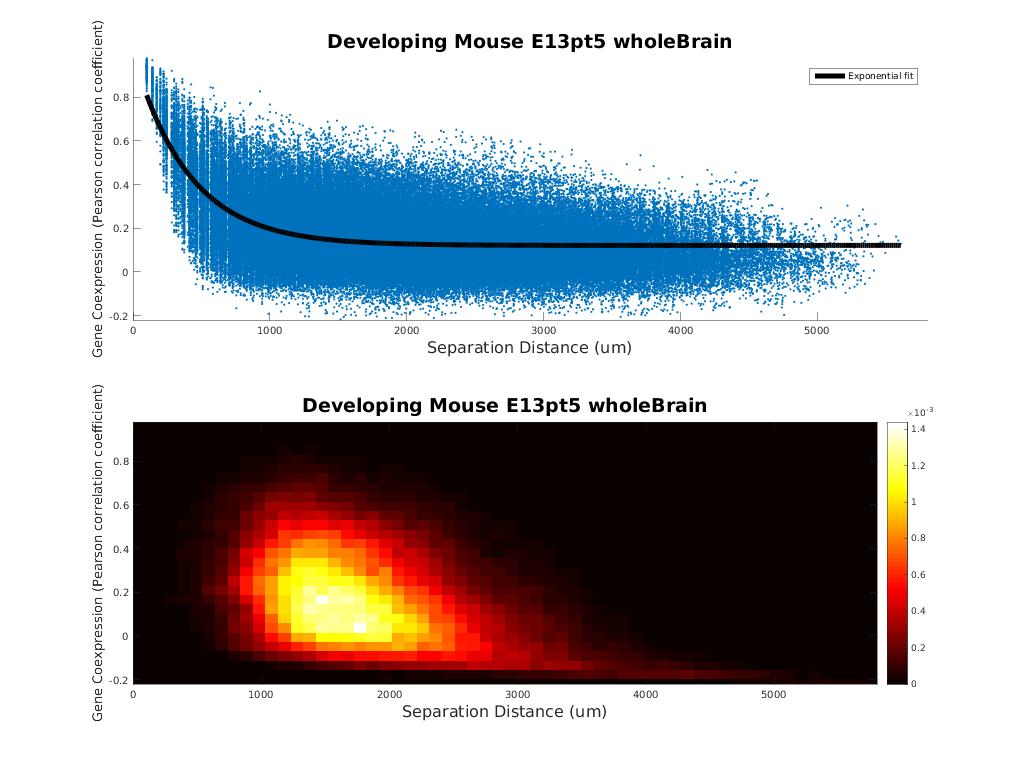 Developing Mouse E13pt5 wholeBrain
Exponential fit
Gene Coexpression (Pearson correlation coefficient)
0.8
0.6
0.4
0.2
0
-0.2
0 1000 2000 3000 4000 5000
Separation Distance (um)
Developing Mouse E13pt5 wholeBrain
Gene Coexpression (Pearson correlation coefficient)
0.8
0.6
0.4
0.2
0
-0.2
0 1000 2000 3000 4000 5000
Separation Distance (um)
×10⁻³
1.4
1.2
1
0.8
0.6
0.4
0.2
0